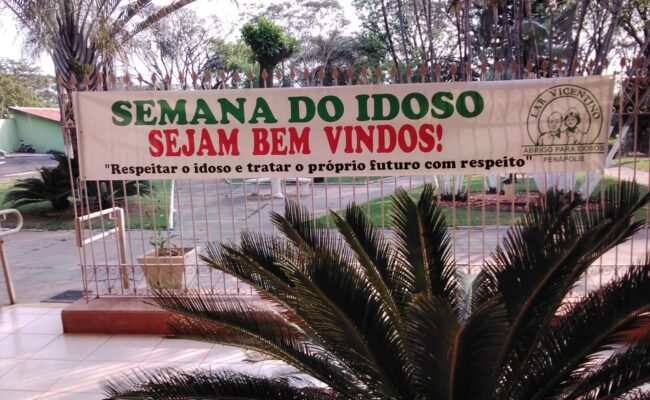 SEMANA DO IDOSO
SEJAM BEM VINDOS!
"Respeitar o idoso e tratar o próprio futuro com respeito"
LAR VICENTINO
ABRIGO PARA IDOSOS
PENÁPOLIS